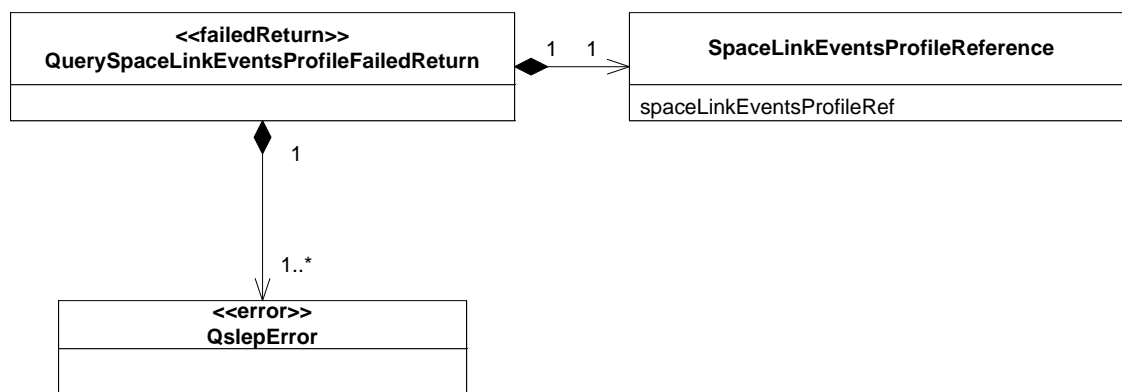 <<failedReturn>>
QuerySpaceLinkEventsProfileFailedReturn
1
1
SpaceLinkEventsProfileReference
spaceLinkEventsProfileRef
1
1..*
<<error>>
QslepError